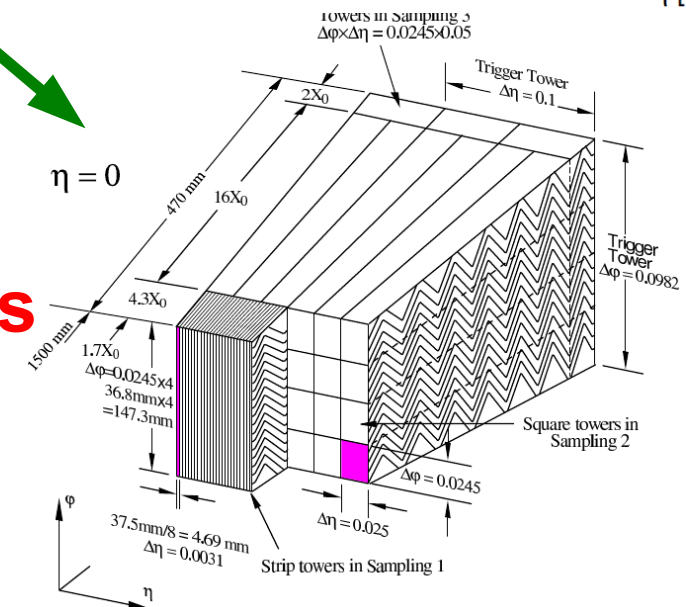 Towers in Sampling 3
Δφ×Δη = 0.0245×0.05
Trigger Tower
Δη = 0.1
2X0
η = 0
470 mm
16X0
Trigger
Tower
Δφ = 0.0982
4.3X0
s
1500 mm
1.7X0
Δφ=0.0245x4
36.8mmx4
=147.3mm
Square towers in
Sampling 2
Δφ = 0.0245
Δη = 0.025
37.5mm/8 = 4.69 mm
Δη = 0.0031
Strip towers in Sampling 1
φ
η